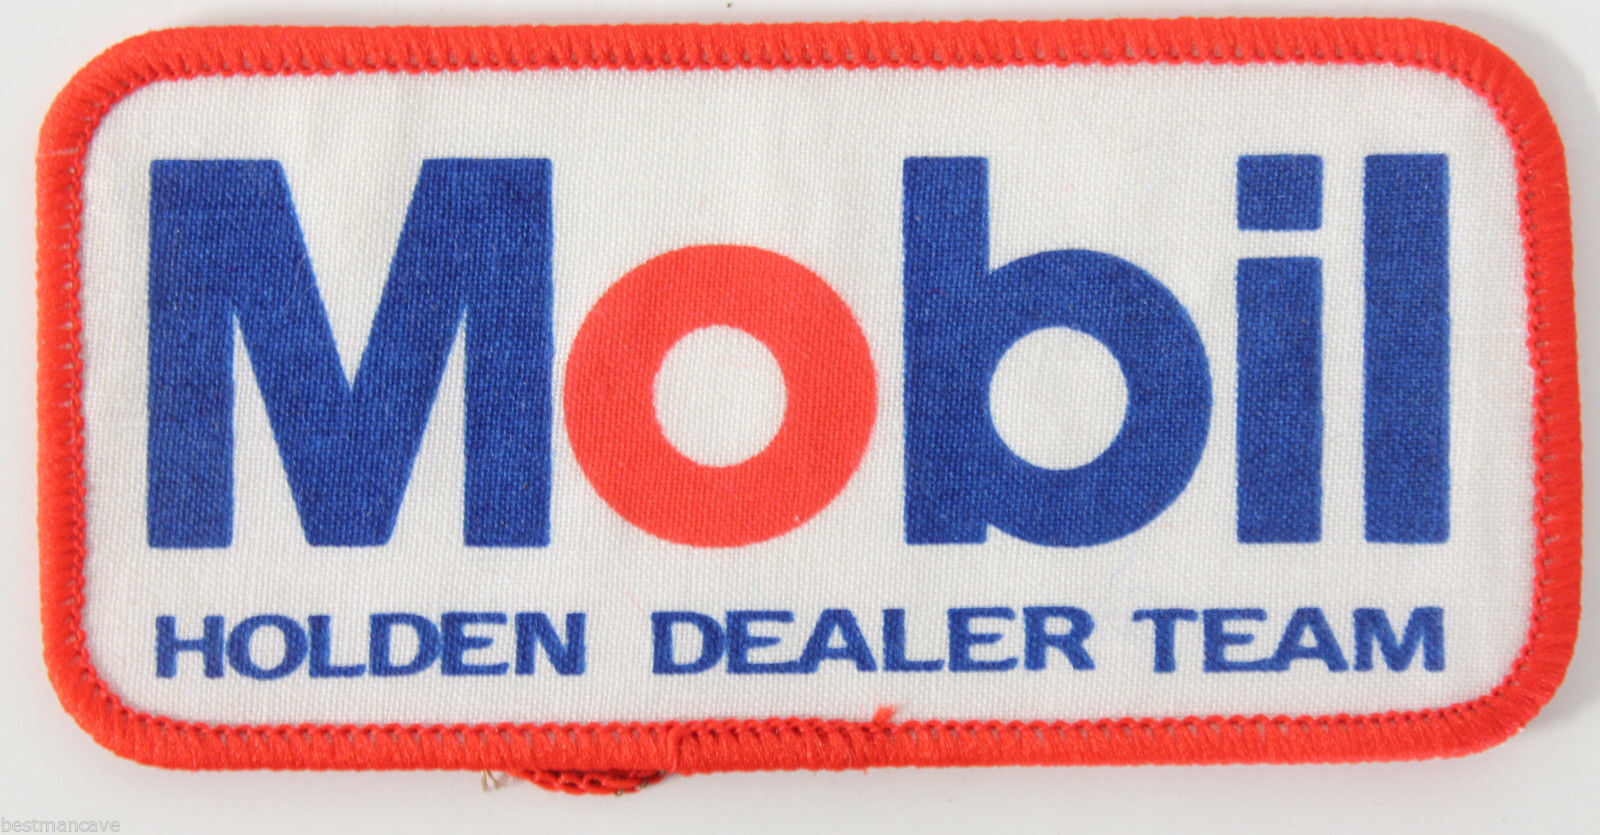 Mobil
HOLDEN DEALER TEAM
bestmancave